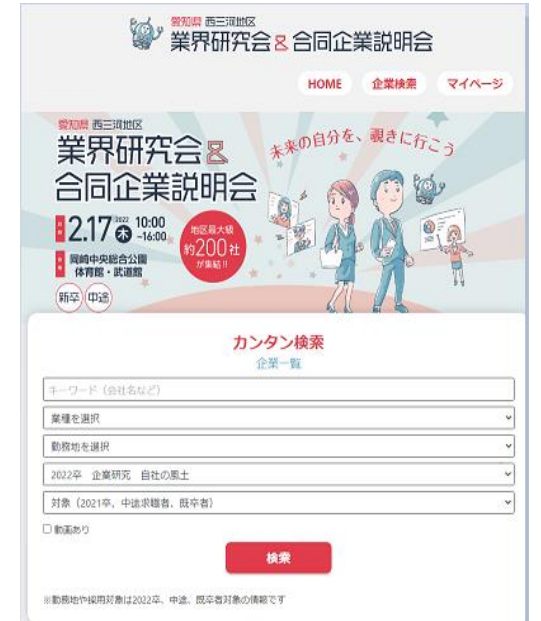 愛知県 西三河地区
業界研究会&合同企業説明会
HOME 企業検索 マイページ
愛知県 西三河地区
業界研究会&
合同企業説明会
未来の自分を、覗きに行こう
2.17 2022 木 10:00
~16:00
岡崎中央総合公園
体育館・武道館
地区最大級
約200社
が集結!!
新卒 中途
カンタン検索
企業一覧
キーワード（会社名など）
業種を選択
勤務地を選択
2022卒 企業研究 自社の風土
対象（2021卒、中途求職者、既卒者）
動画あり
検索
※勤務地や採用対象は2022卒、中途、既卒者対象の情報です